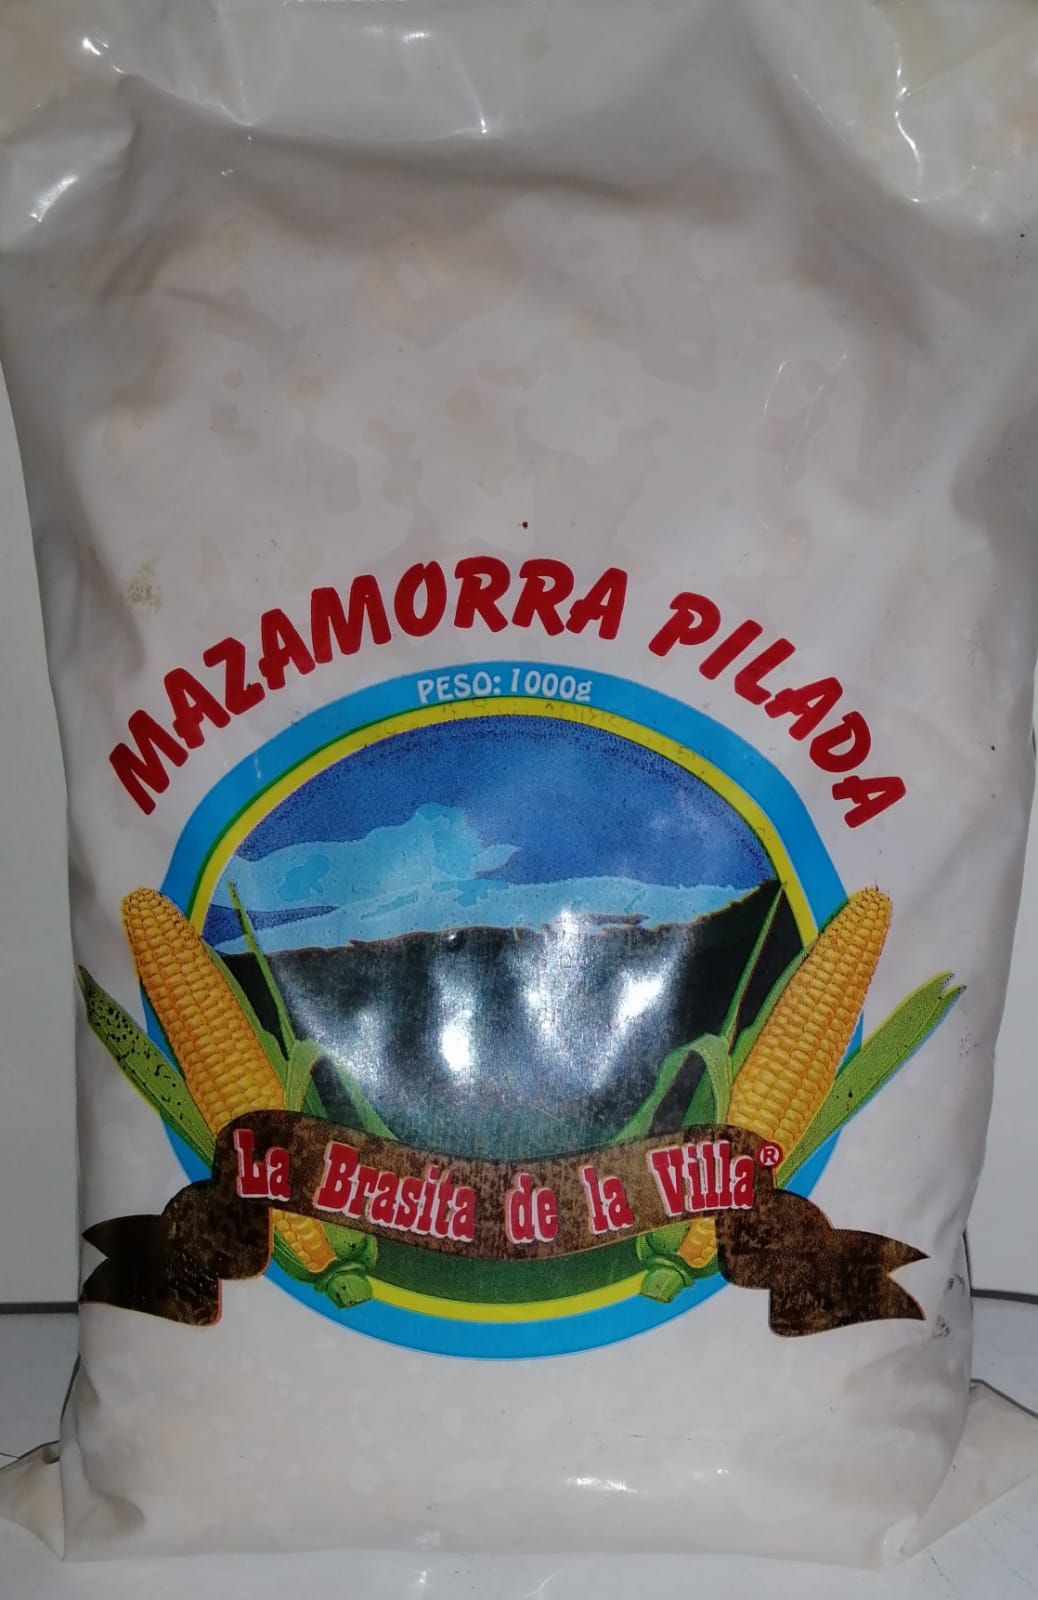 MAZAMORRA PILADA
PESO: 1000g
La Brasita de la Villa®